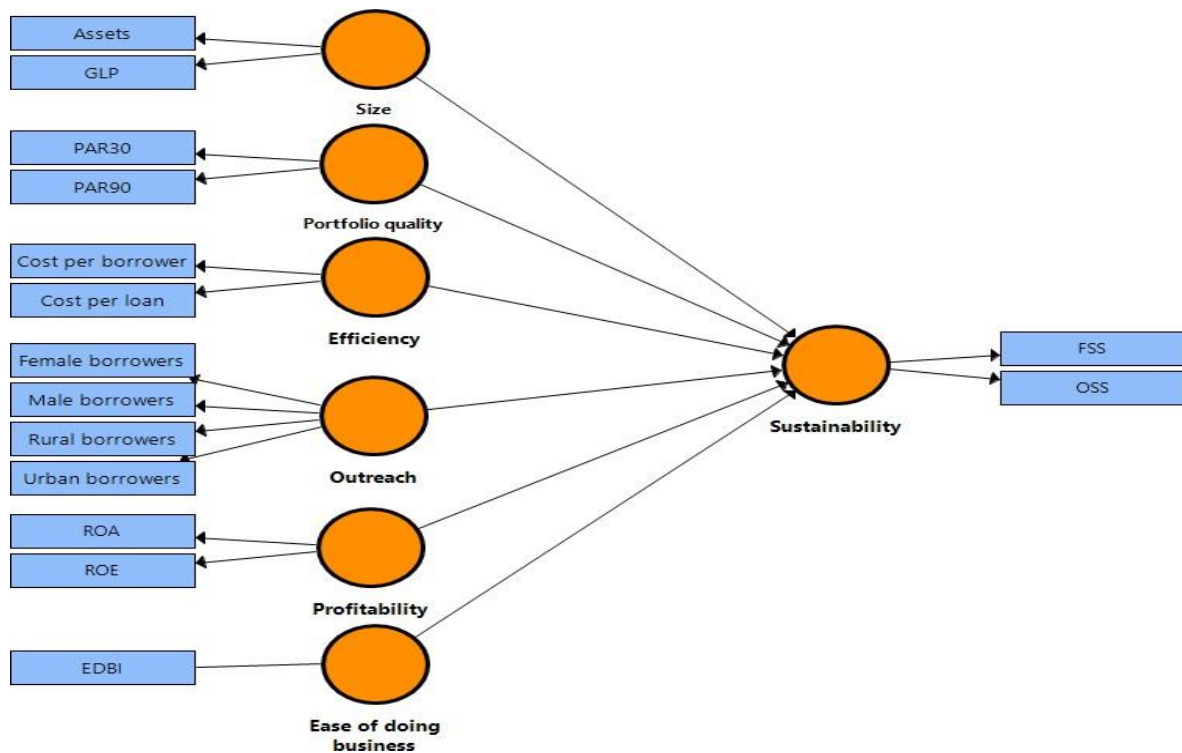 Assets
GLP
Size
PAR30
PAR90
Portfolio quality
Cost per borrower
Cost per loan
Efficiency
Female borrowers
Male borrowers
Rural borrowers
Urban borrowers
Outreach
ROA
ROE
Profitability
EDBI
Ease of doing
business
Sustainability
FSS
OSS